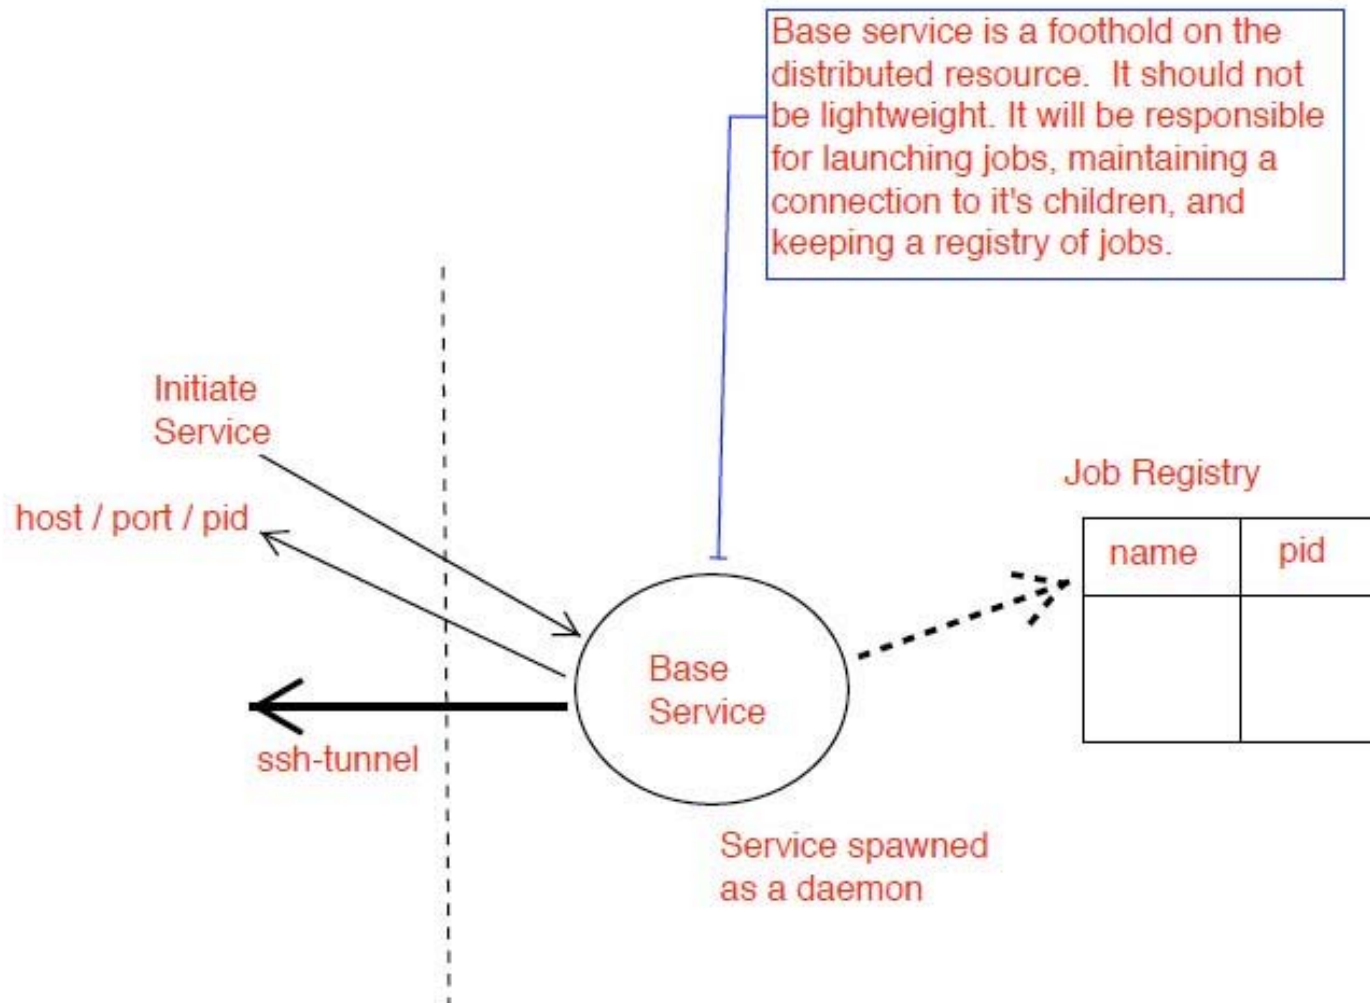 Base service is a foothold on the
distributed resource. It should not
be lightweight. It will be responsible
for launching jobs, maintaining a
connection to it's children, and
keeping a registry of jobs.
Initiate
Service
host / port / pid
ssh-tunnel
Base
Service
Service spawned
as a daemon
Job Registry
name pid